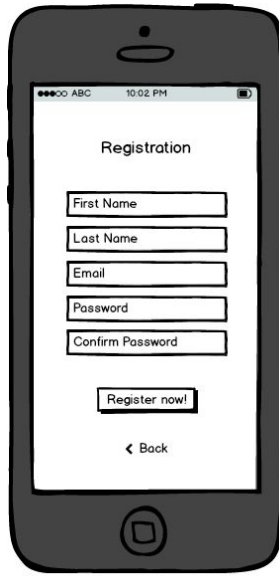 ABC 10:02 PM
Registration
First Name
Last Name
Email
Password
Confirm Password
Register now!
Back